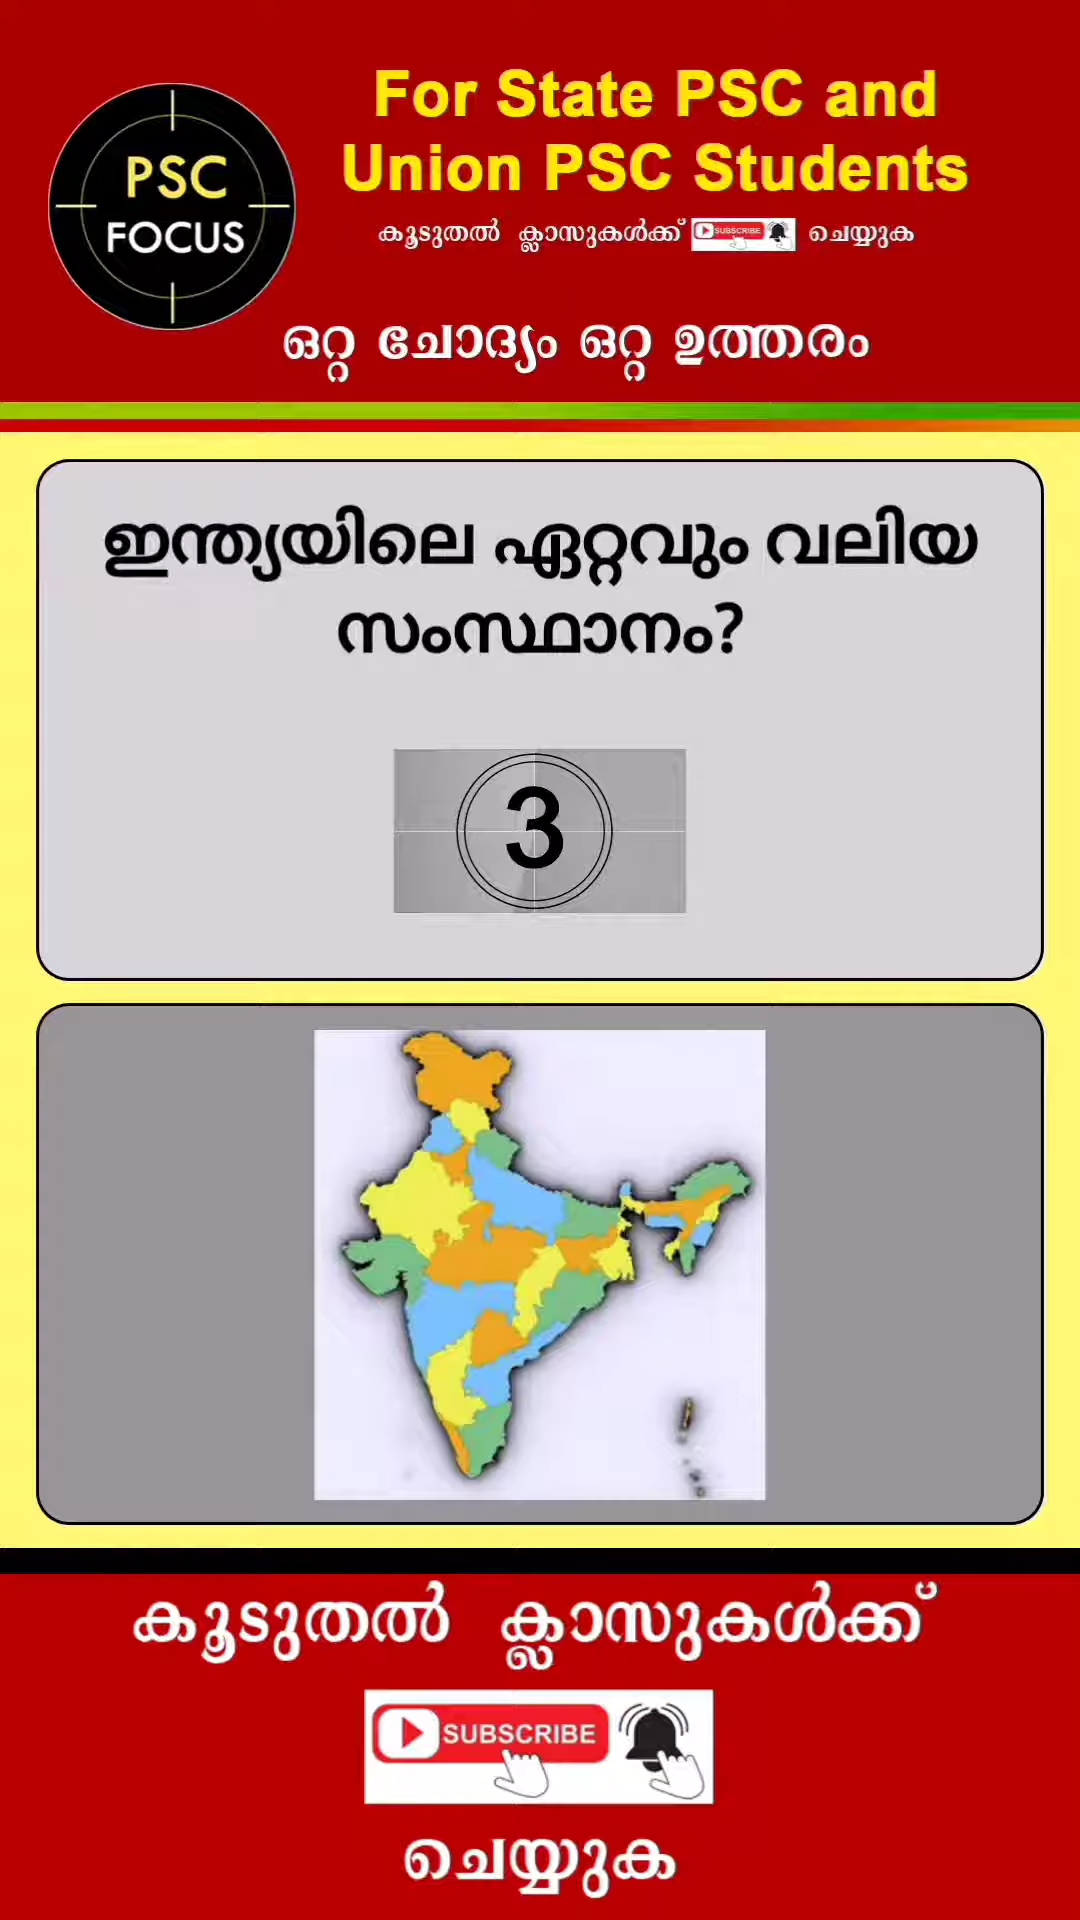 PSC
FOCUS
For State PSC and
Union PSC Students
കൂടുതൽ ക്ലാസുകൾക്ക് SUBSCRIBE ചെയ്യുക
ഒറ്റ ചോദ്യം ഒറ്റ ഉത്തരം
ഇന്ത്യയിലെ ഏറ്റവും വലിയ
സംസ്ഥാനം?
3
കൂടുതൽ ക്ലാസുകൾക്ക്
SUBSCRIBE
ചെയ്യുക